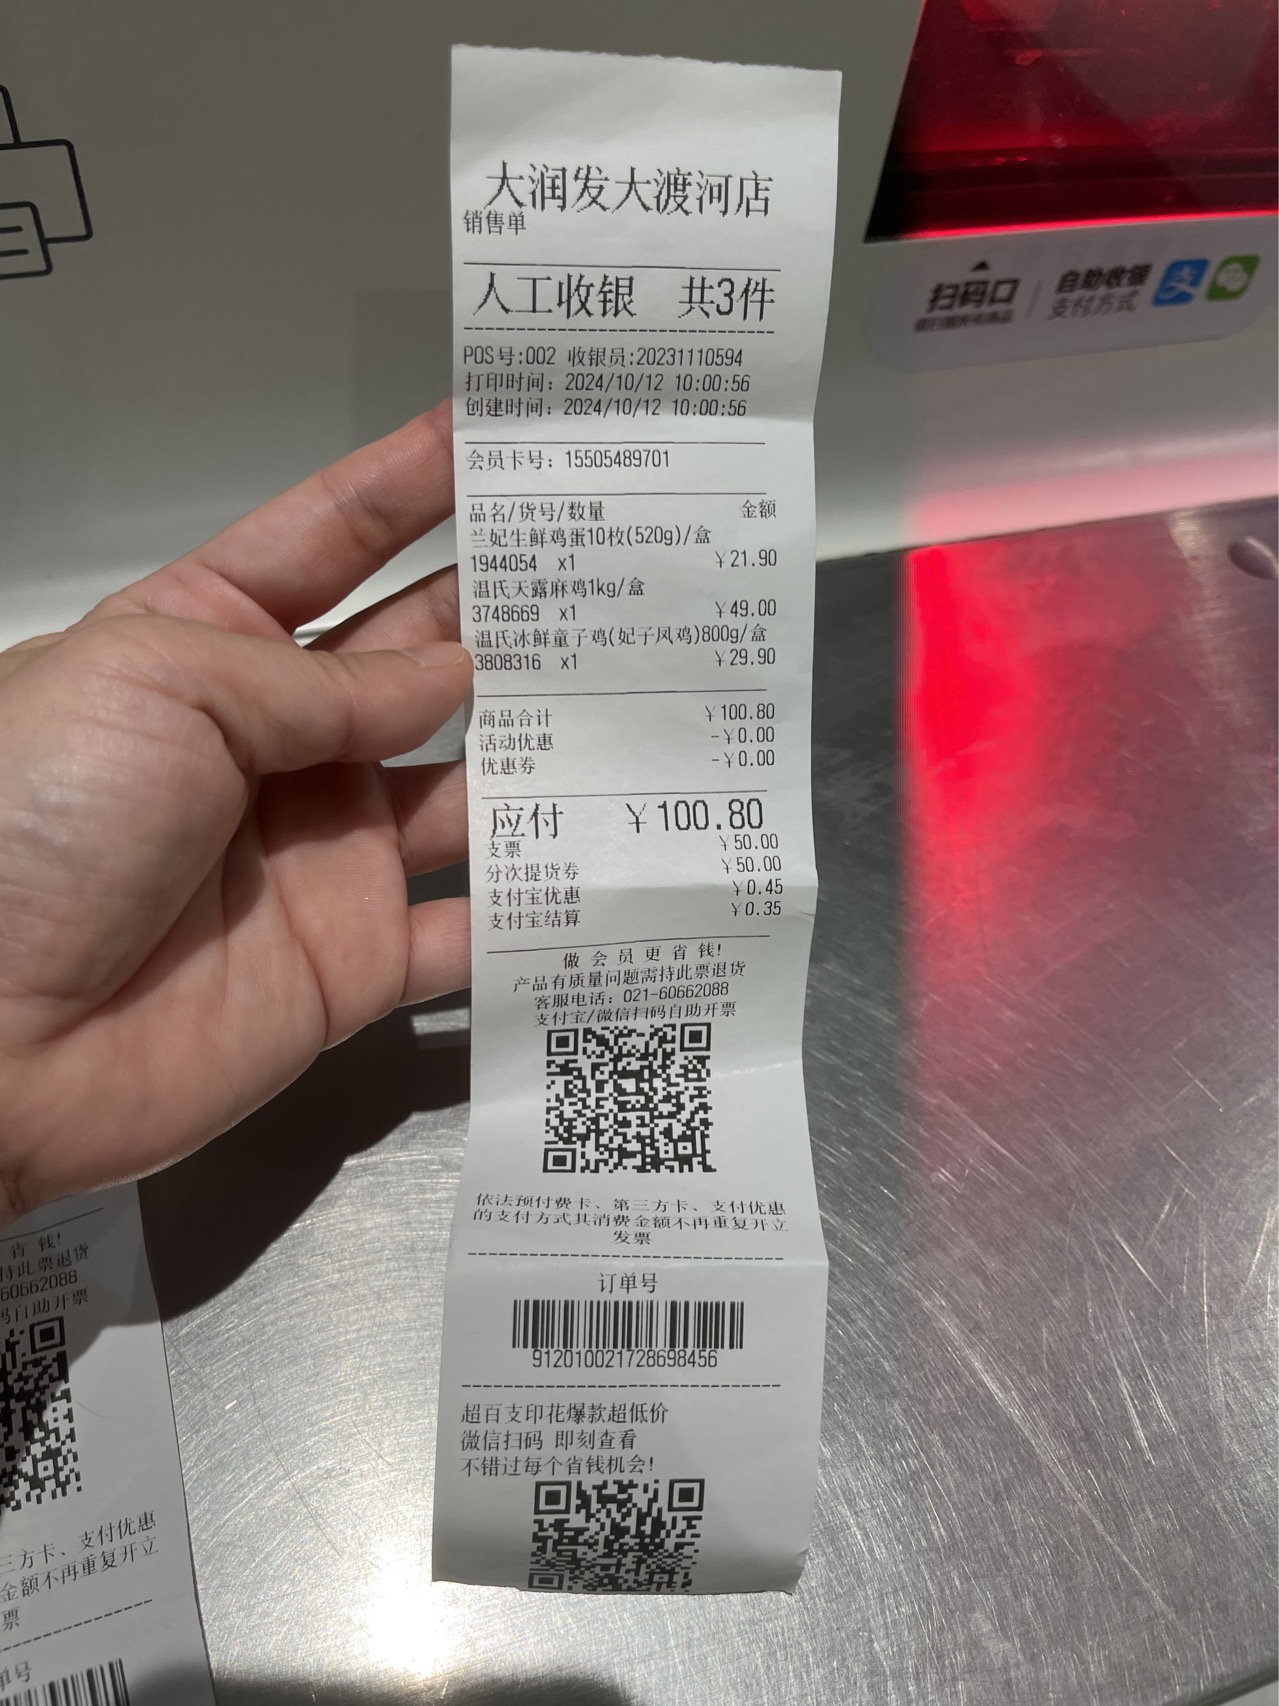 大润发大渡河店
销售单
人工收银 共3件
POS号:002 收银员:20231110594
打印时间: 2024/10/12 10:00:56
创建时间: 2024/10/12 10:00:56
会员卡号: 15505489701
品名/货号/数量 金额
兰妃生鲜鸡蛋10枚(520g)/盒
1944054 x1 ¥21.90
温氏天露麻鸡1kg/盒
3748669 x1 ¥49.00
温氏冰鲜童子鸡(妃子凤鸡)800g/盒
3808316 x1 ¥29.90
商品合计 ¥100.80
活动优惠 -¥0.00
优惠券 -¥0.00
应付 ¥100.80
支票 ¥50.00
分次提货券 ¥50.00
支付宝优惠 ¥0.45
支付宝结算 ¥0.35
做 会 员 更 省 钱!
产品有质量问题需持此票退货
客服电话: 021-60662088
支付宝/微信扫码自助开票
依法预付费卡、第三方卡、支付优惠
的支付方式其消费金额不再重复开立
发票
订单号
912010021728698456
超百支印花爆款超低价
微信扫码 即刻查看
不错过每个省钱机会!
扫码口
自助收银
支付方式
支
省 钱!
持此票退货
60662088
码自助开票
三方卡、支付优惠
金额不再重复开立
票
单号